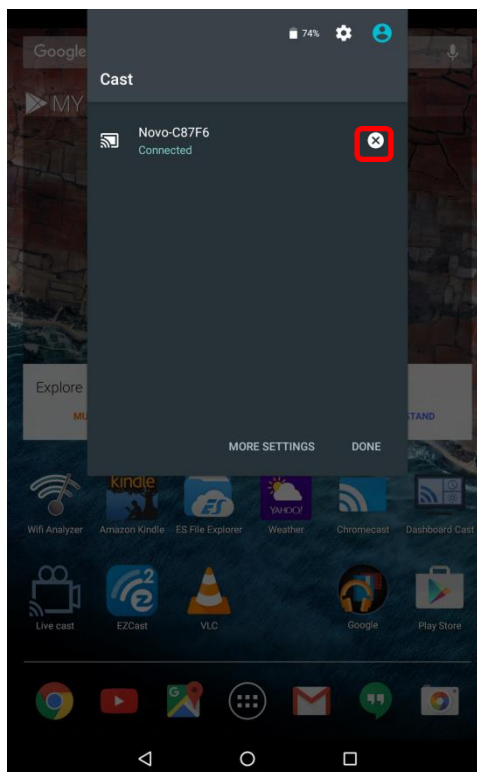 74%
Google
Cast
MY
Novo-C87F6
Connected
Explore
MU
STAND
MORE SETTINGS DONE
kindle
YAHOO!
Wifi Analyzer Amazon Kindle ES File Explorer Weather Chromecast Dashboard Cast
2
Live cast EZCast VLC Google Play Store
G